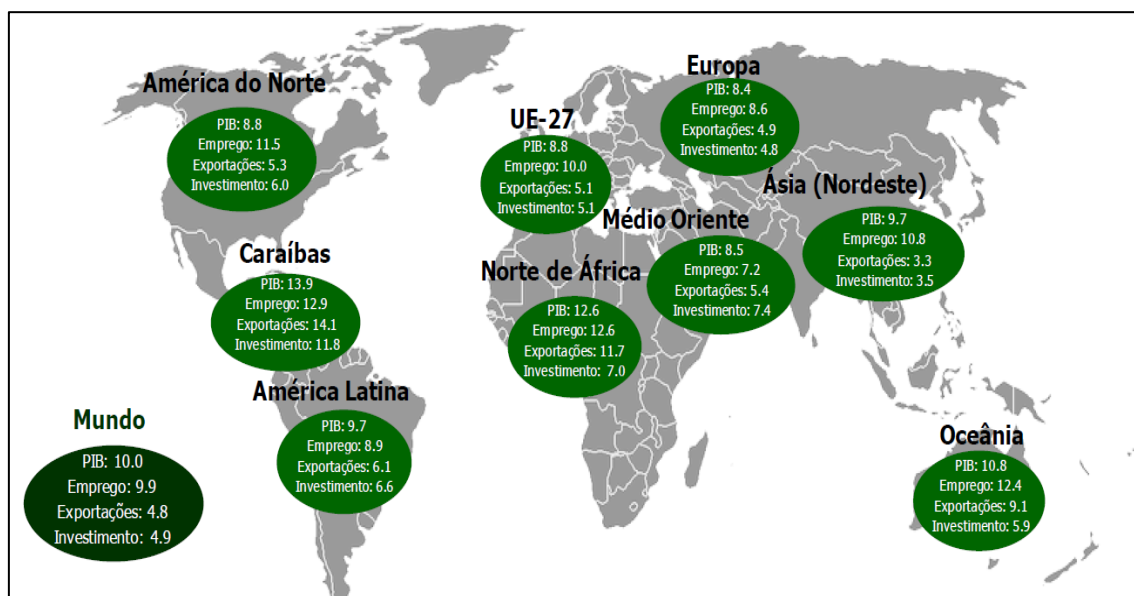 América do Norte
PIB: 8.8
Emprego: 11.5
Exportações: 5.3
Investimento: 6.0
UE-27
PIB: 8.8
Emprego: 10.0
Exportações: 5.1
Investimento: 5.1
Europa
PIB: 8.4
Emprego: 8.6
Exportações: 4.9
Investimento: 4.8
Ásia (Nordeste)
PIB: 9.7
Emprego: 10.8
Exportações: 3.3
Investimento: 3.5
Médio Oriente
PIB: 8.5
Emprego: 7.2
Exportações: 5.4
Investimento: 7.4
Caraíbas
PIB: 13.9
Emprego: 12.9
Exportações: 14.1
Investimento: 11.8
Norte de África
PIB: 12.6
Emprego: 12.6
Exportações: 11.7
Investimento: 7.0
América Latina
PIB: 9.7
Emprego: 8.9
Exportações: 6.1
Investimento: 6.6
Mundo
PIB: 10.0
Emprego: 9.9
Exportações: 4.8
Investimento: 4.9
Oceânia
PIB: 10.8
Emprego: 12.4
Exportações: 9.1
Investimento: 5.9